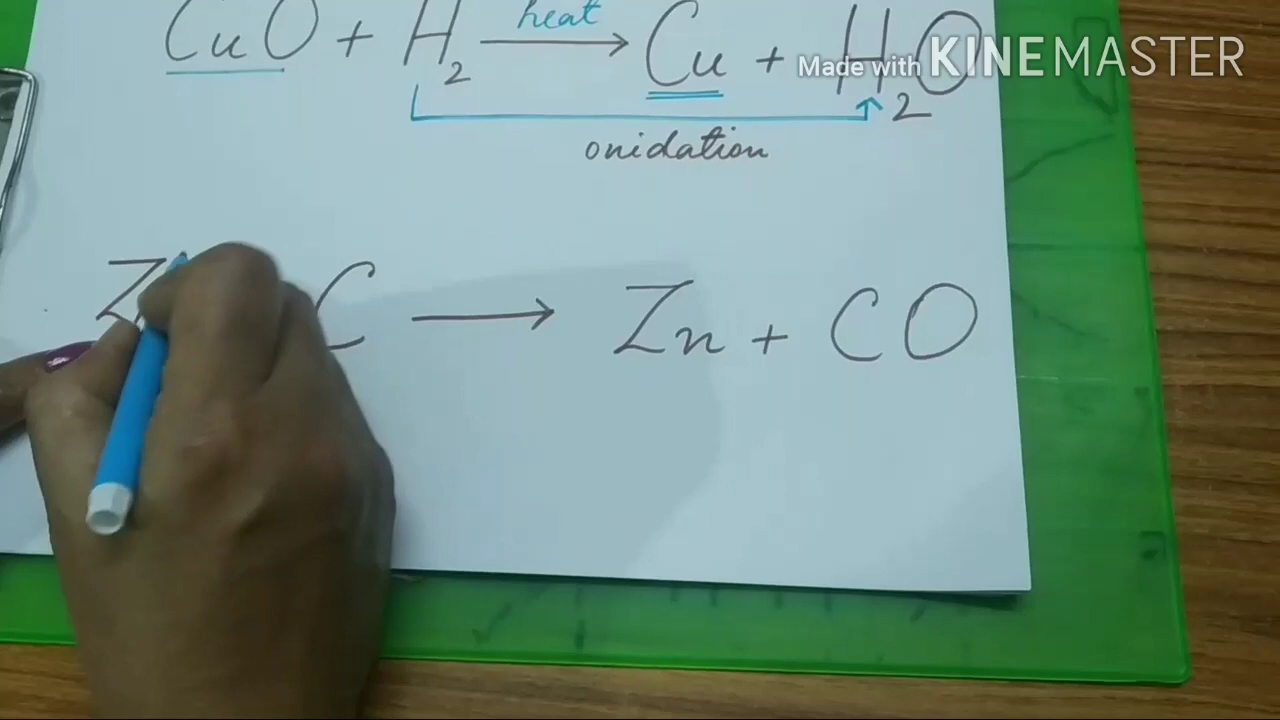 CuO + H2 heat → Cu + H2O
Made with KINEMASTER
oxidation
Z C → Zn + CO